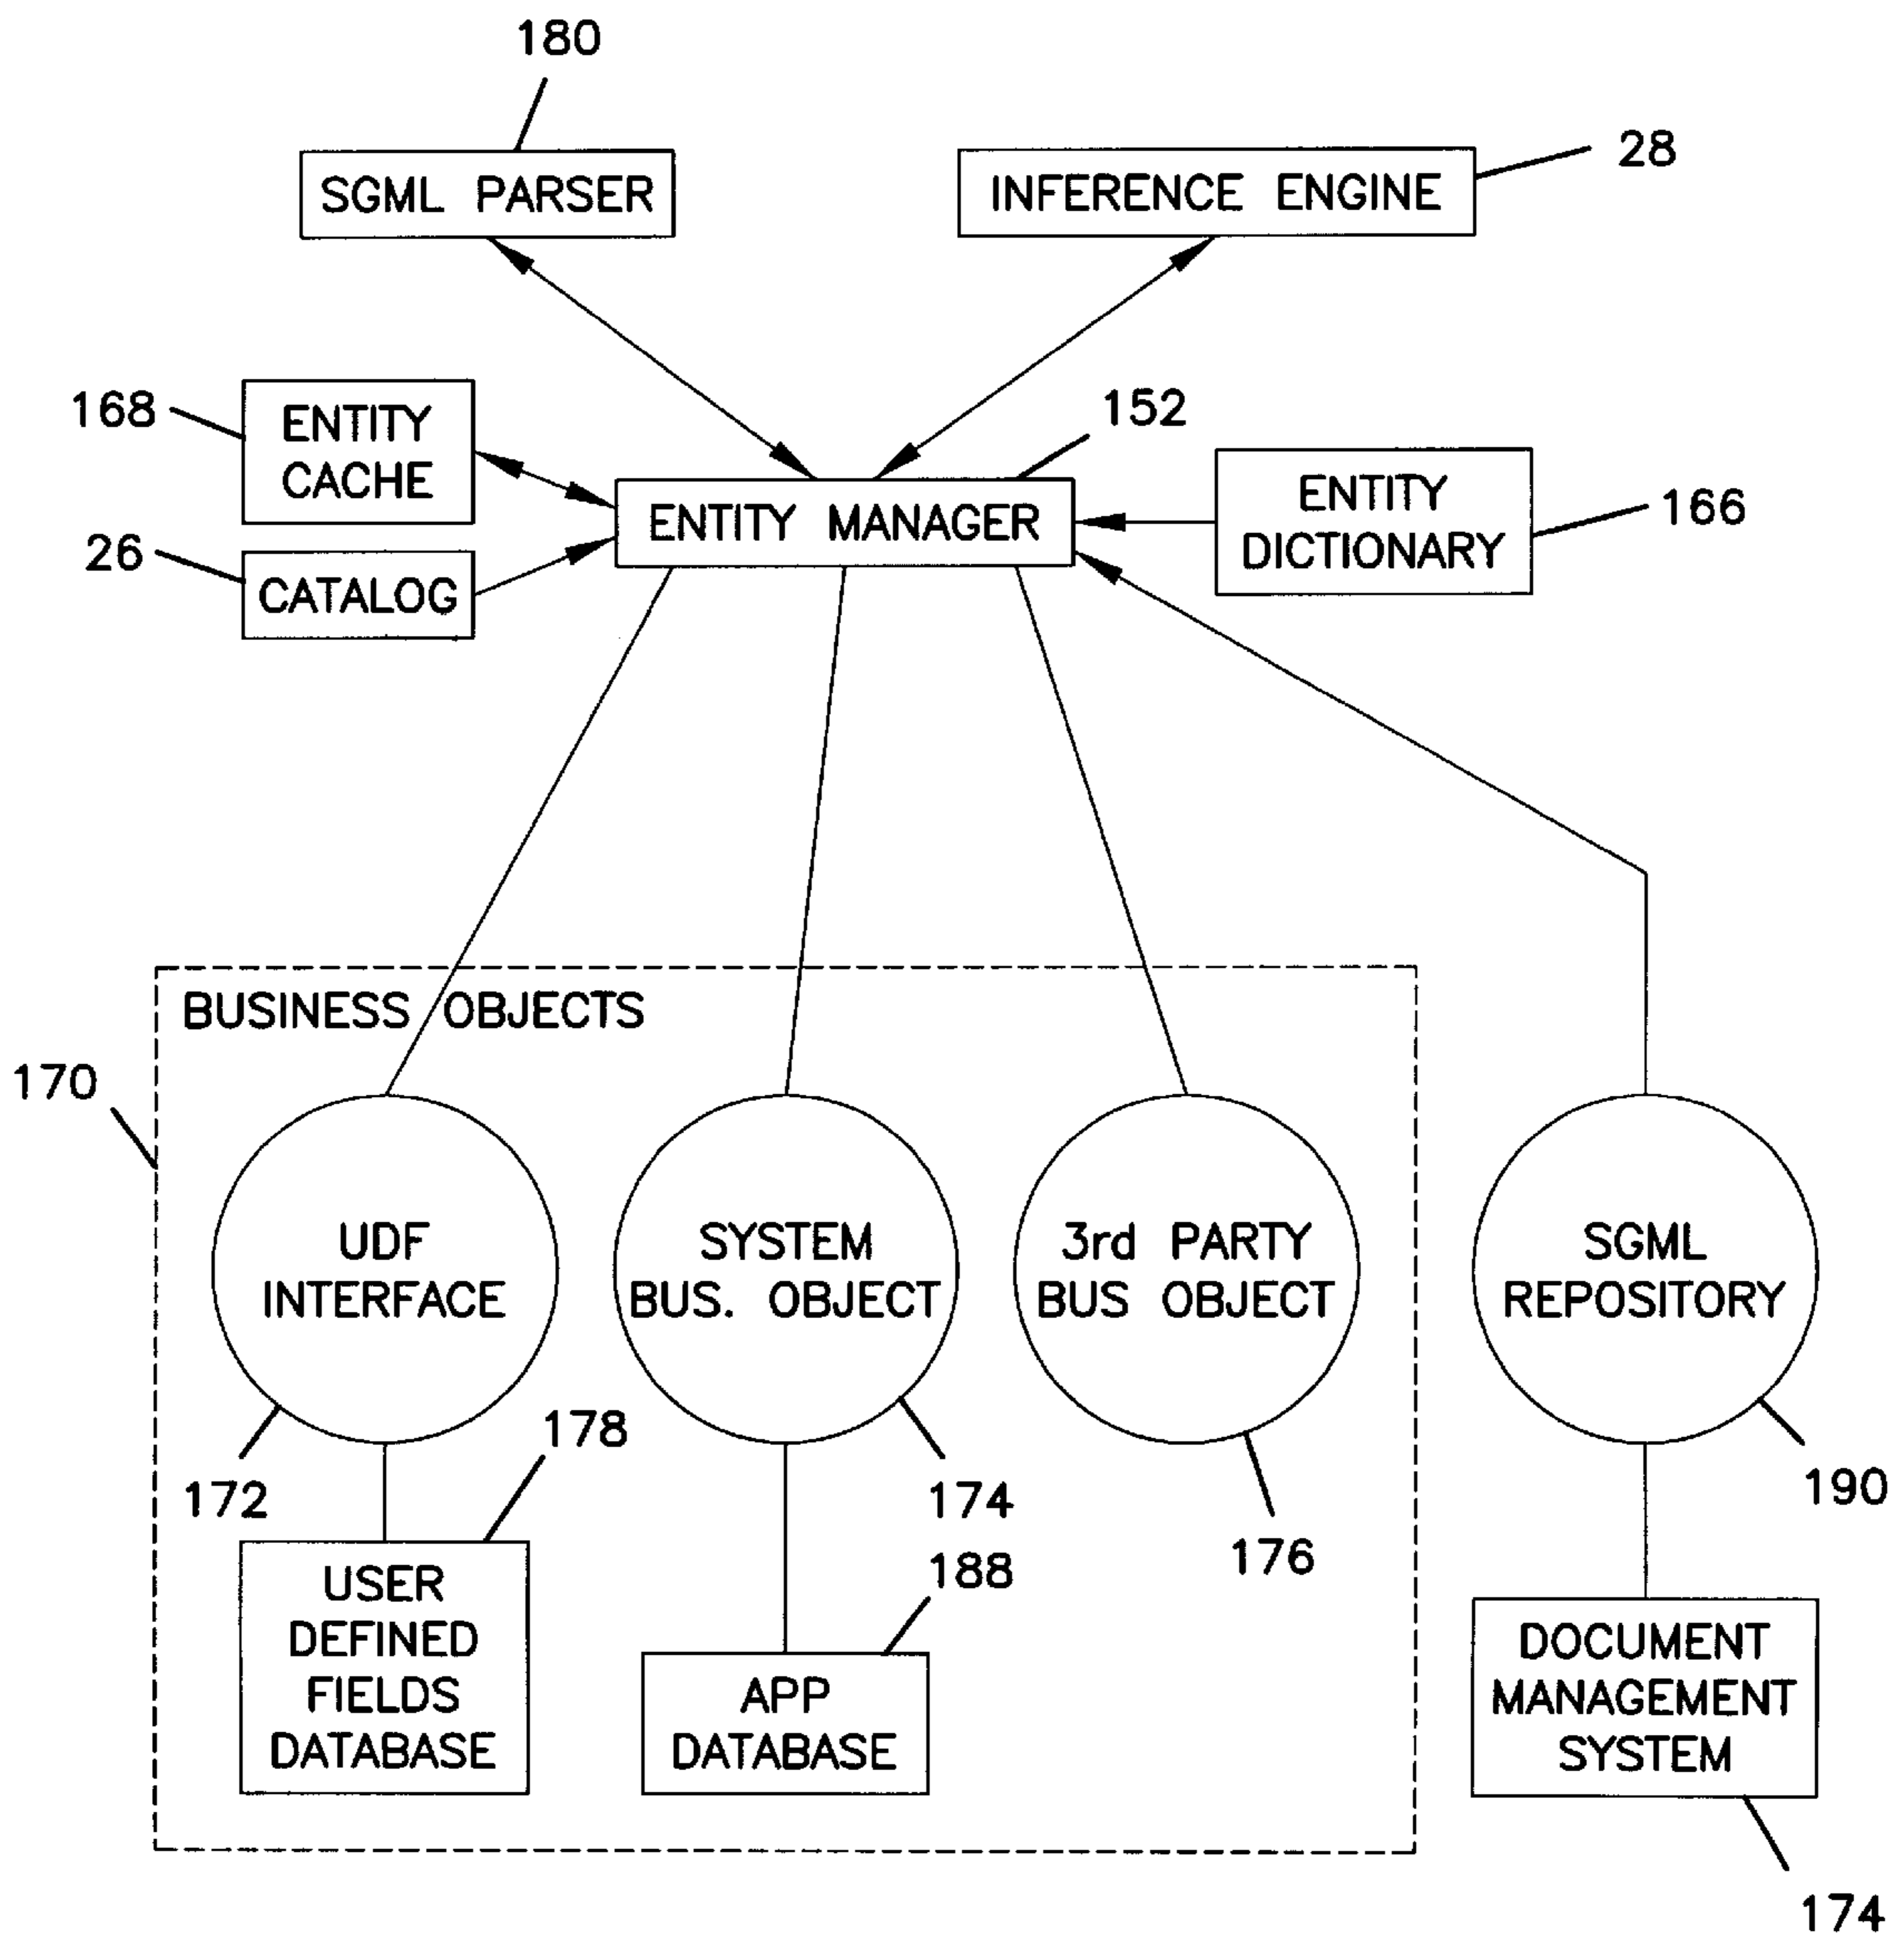 180
SGML PARSER
INFERENCE ENGINE
28
168
ENTITY
CACHE
152
ENTITY MANAGER
ENTITY
DICTIONARY
166
26
CATALOG
BUSINESS OBJECTS
170
UDF
INTERFACE
SYSTEM
BUS. OBJECT
3rd PARTY
BUS OBJECT
SGML
REPOSITORY
172
178
174
176
190
188
USER
DEFINED
FIELDS
DATABASE
APP
DATABASE
DOCUMENT
MANAGEMENT
SYSTEM
174